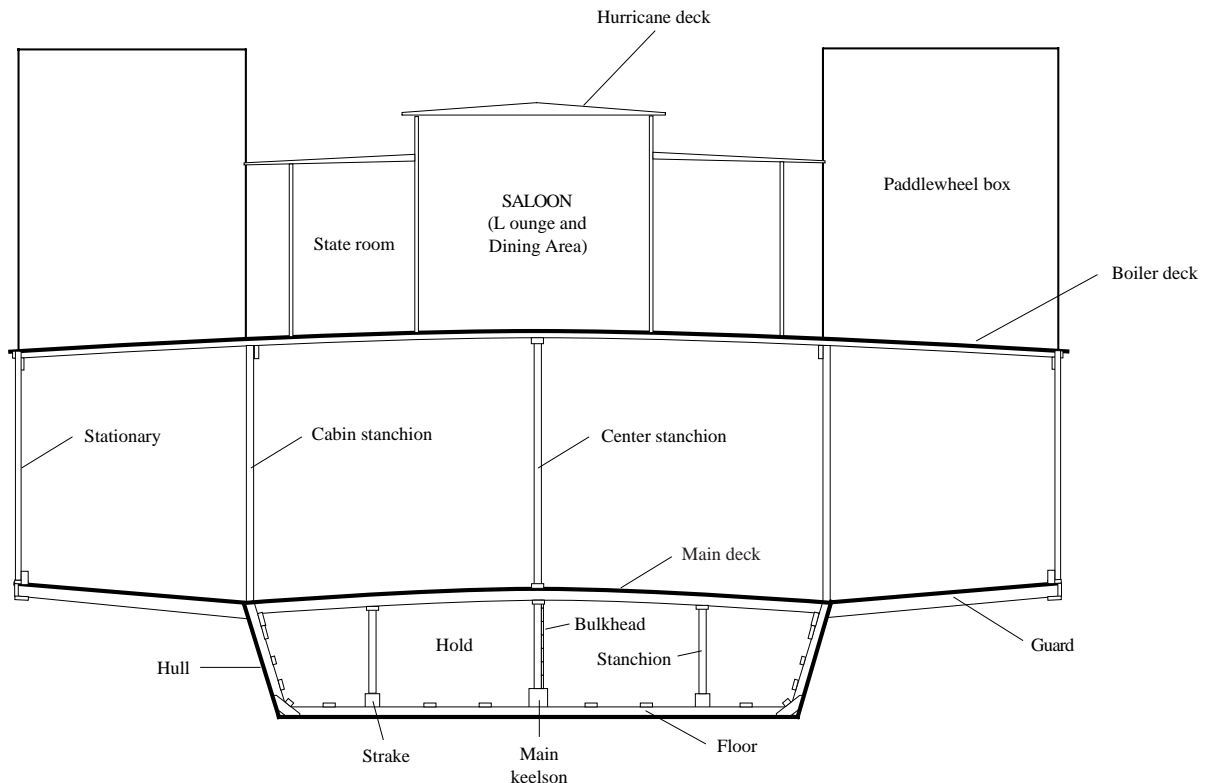 Hurricane deck
Paddlewheel box
SALOON
(L ounge and
Dining Area)
State room
Boiler deck
Stationary
Cabin stanchion
Center stanchion
Main deck
Bulkhead
Hold
Guard
Stanchion
Hull
Floor
Strake
Main
keelson